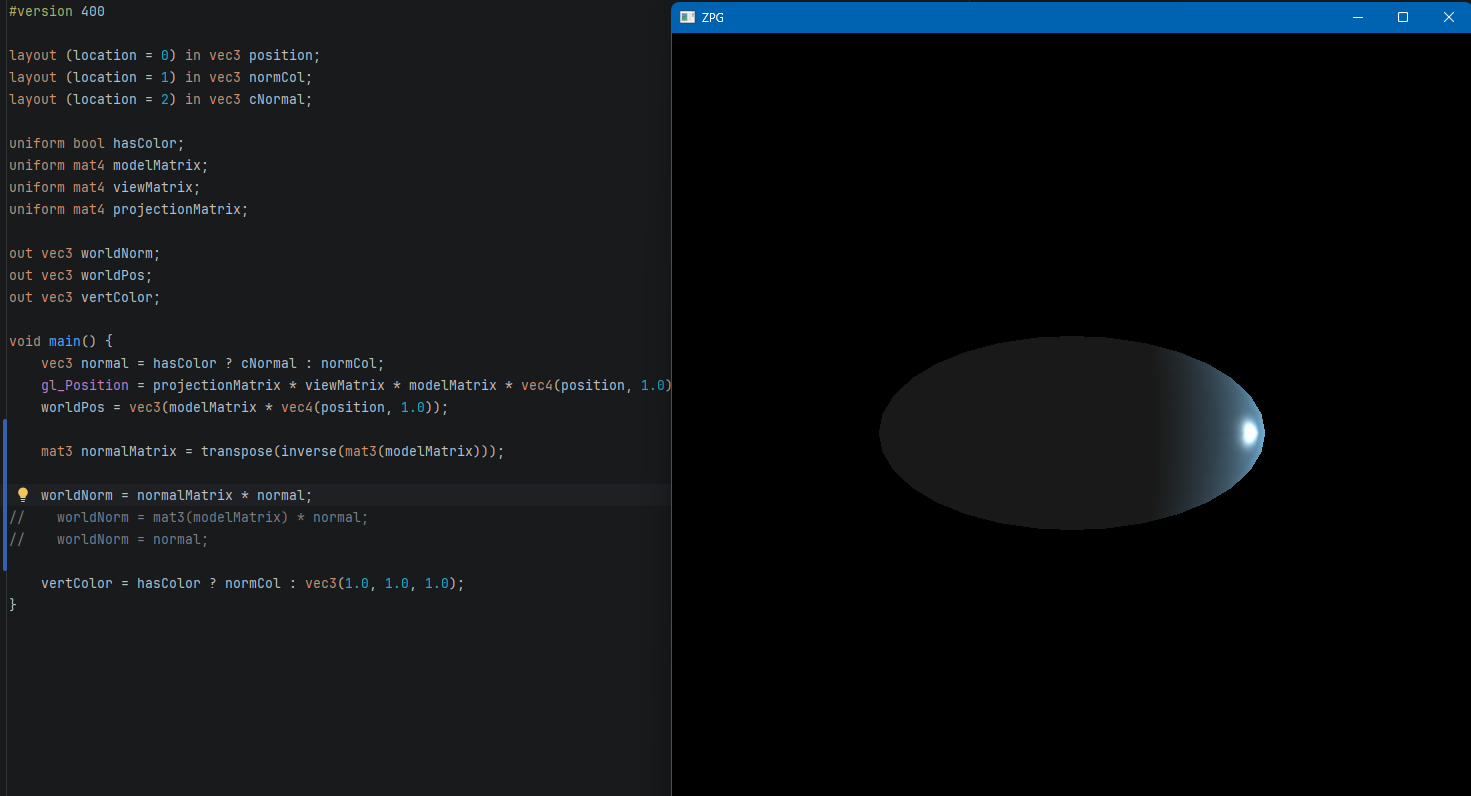 #version 400
ZPG
layout (location = 0) in vec3 position;
layout (location = 1) in vec3 normCol;
layout (location = 2) in vec3 cNormal;
uniform bool hasColor;
uniform mat4 modelMatrix;
uniform mat4 viewMatrix;
uniform mat4 projectionMatrix;
out vec3 worldNorm;
out vec3 worldPos;
out vec3 vertColor;
void main() {
    vec3 normal = hasColor ? cNormal : normCol;
    gl_Position = projectionMatrix * viewMatrix * modelMatrix * vec4(position, 1.0)
    worldPos = vec3(modelMatrix * vec4(position, 1.0));
    mat3 normalMatrix = transpose(inverse(mat3(modelMatrix)));
    worldNorm = normalMatrix * normal;
//    worldNorm = mat3(modelMatrix) * normal;
//    worldNorm = normal;
    vertColor = hasColor ? normCol : vec3(1.0, 1.0, 1.0);
}